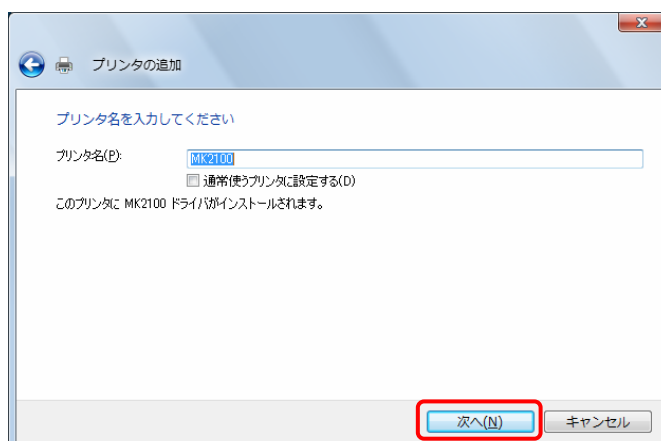 プリンタの追加
プリンタ名を入力してください
プリンタ名(P): MK2100
通常使うプリンタに設定する(D)
このプリンタに MK2100 ドライバがインストールされます。
次へ(N) キャンセル